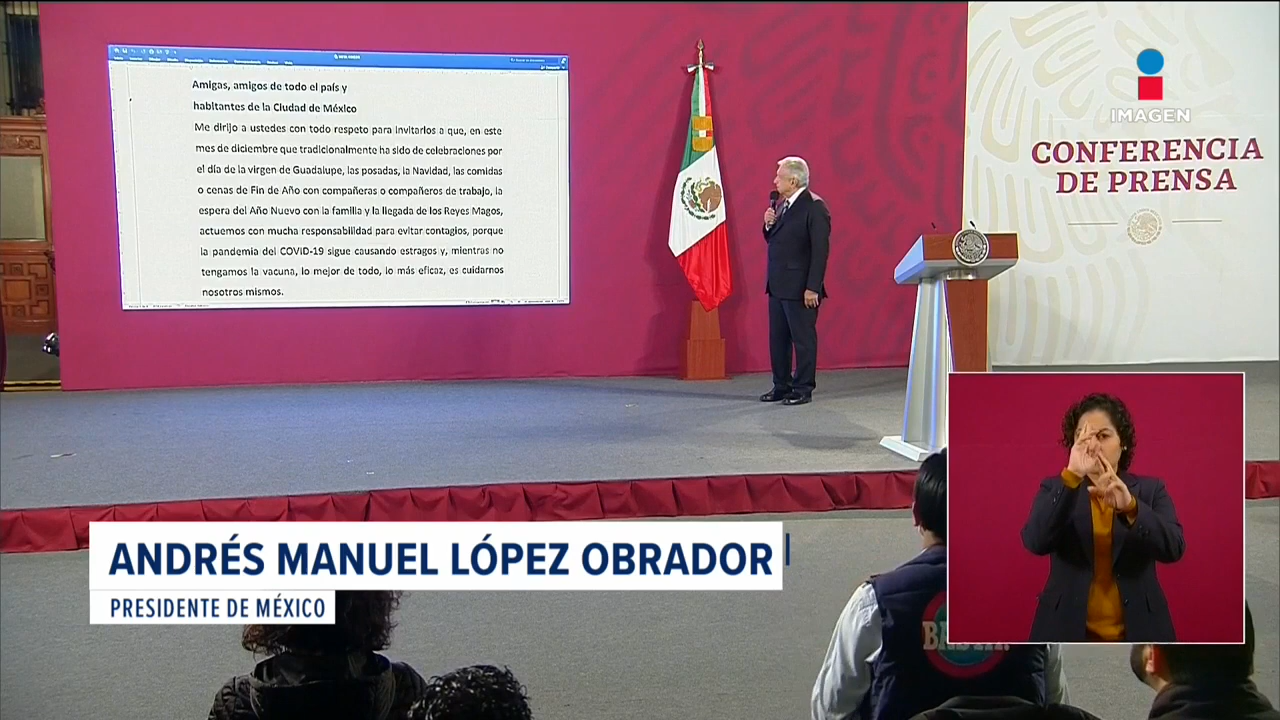 Amigas, amigos de todo el país y
habitantes de la Ciudad de México
Me dirijo a ustedes con todo respeto para invitarlos a que, en este
mes de diciembre que tradicionalmente ha sido de celebraciones por
el día de la virgen de Guadalupe, las posadas, la Navidad, las comidas
o cenas de Fin de Año con compañeras o compañeros de trabajo, la
espera del Año Nuevo con la familia y la llegada de los Reyes Magos,
actuemos con mucha responsabilidad para evitar contagios, porque
la pandemia del COVID-19 sigue causando estragos y, mientras no
tengamos la vacuna, lo mejor de todo, lo más eficaz, es cuidarnos
nosotros mismos.
IMAGEN
CONFERENCIA
DE PRENSA
ANDRÉS MANUEL LÓPEZ OBRADOR
PRESIDENTE DE MÉXICO